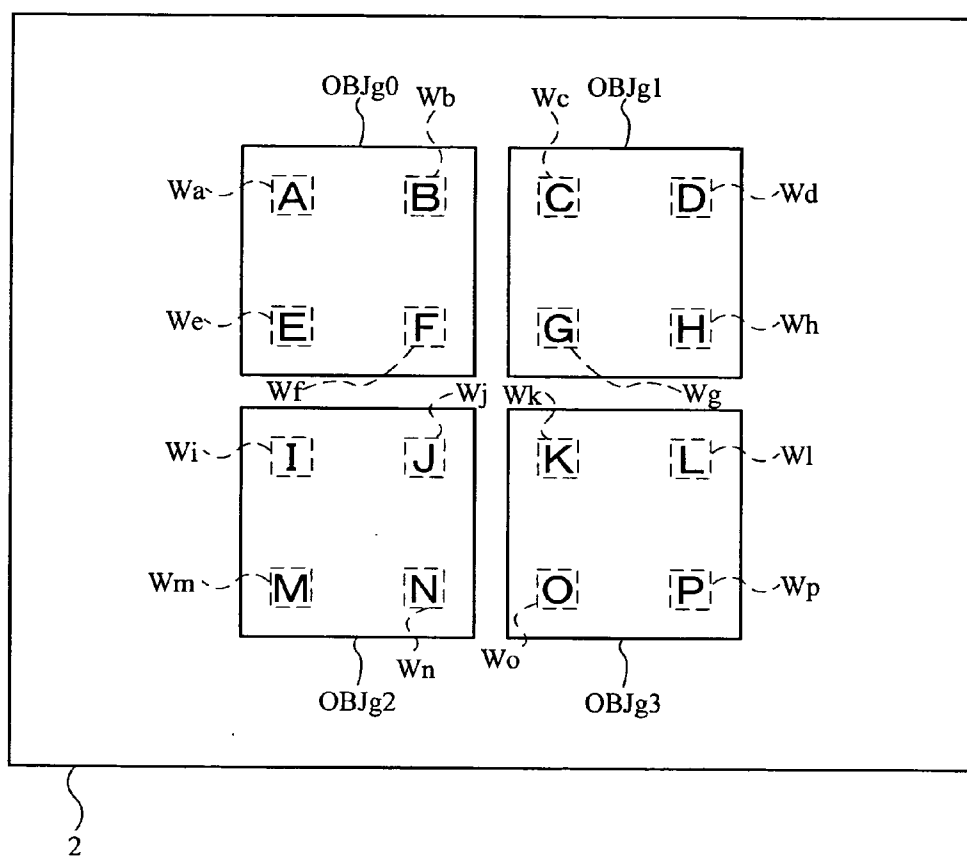 OBJg0 Wb Wc OBJg1
Wa A B C D Wd
We E F G H Wh
Wf Wj Wk Wg
Wi I J K L Wl
Wm M N O P Wp
Wn Wo
OBJg2 OBJg3
2